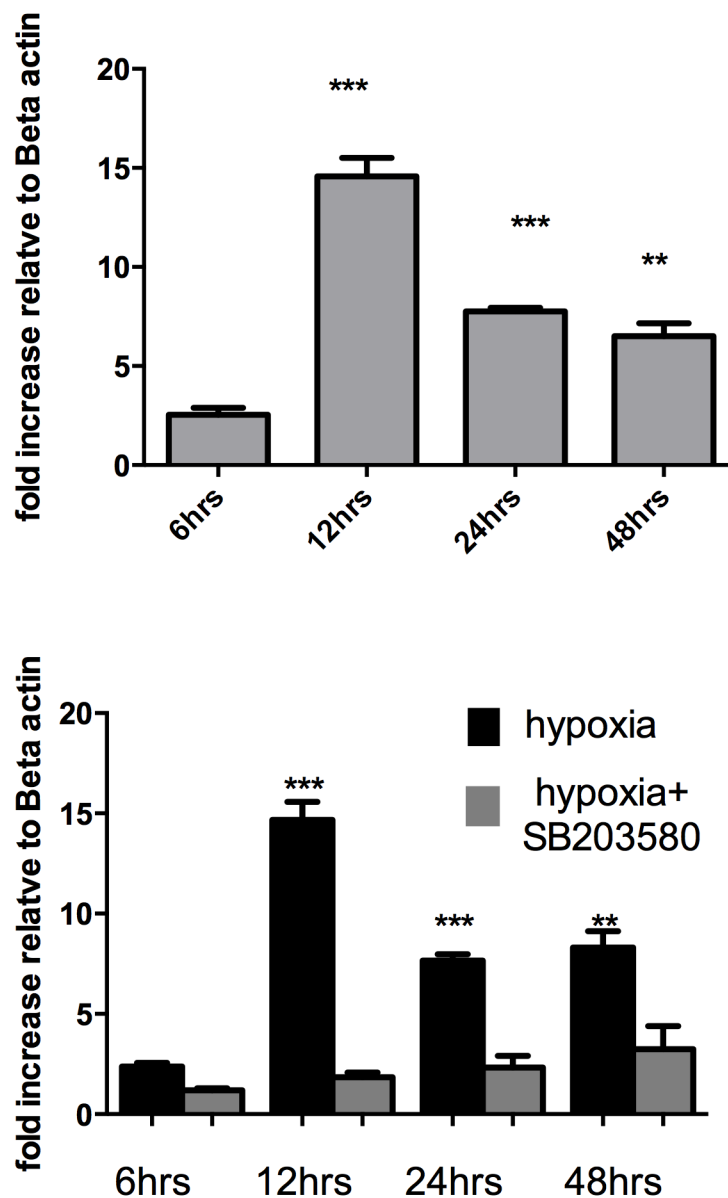 fold increase relatve to Beta actin
20
15
10
5
0
***
***
**
6hrs
12hrs
24hrs
48hrs
fold increase relatve to Beta actin
20
15
10
5
0
hypoxia
hypoxia+
SB203580
***
***
**
6hrs
12hrs
24hrs
48hrs